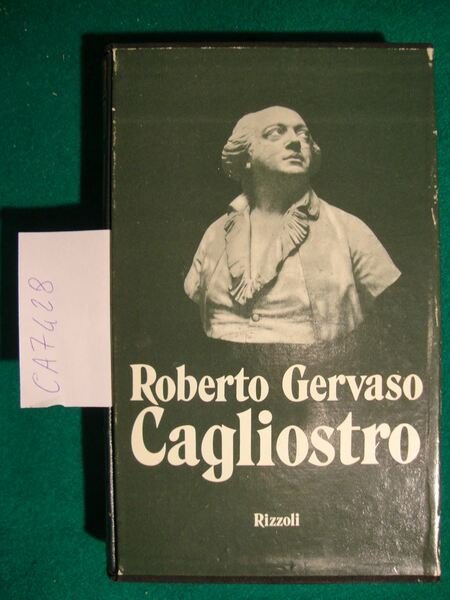 CA7428
Roberto Gervaso
Cagliostro
Rizzoli